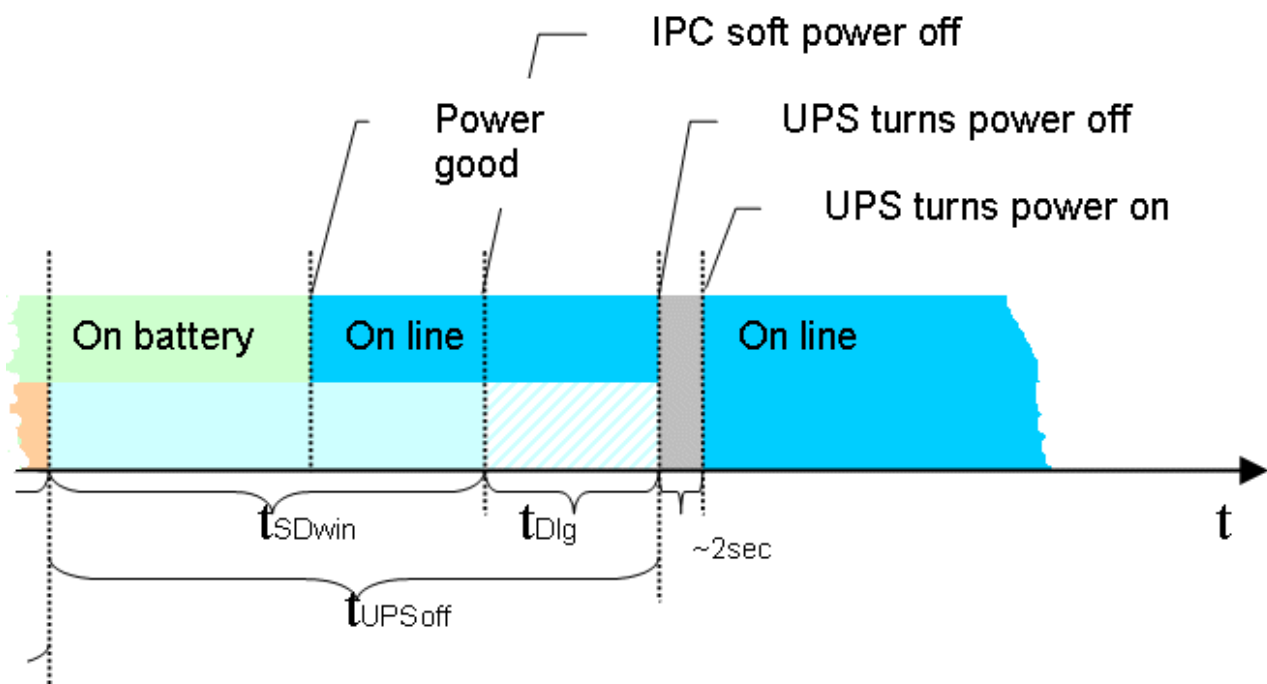 IPC soft power off
Power
good
UPS turns power off
UPS turns power on
On battery
On line
On line
tSDwin
tDlg
~2sec
t
tUPSoff